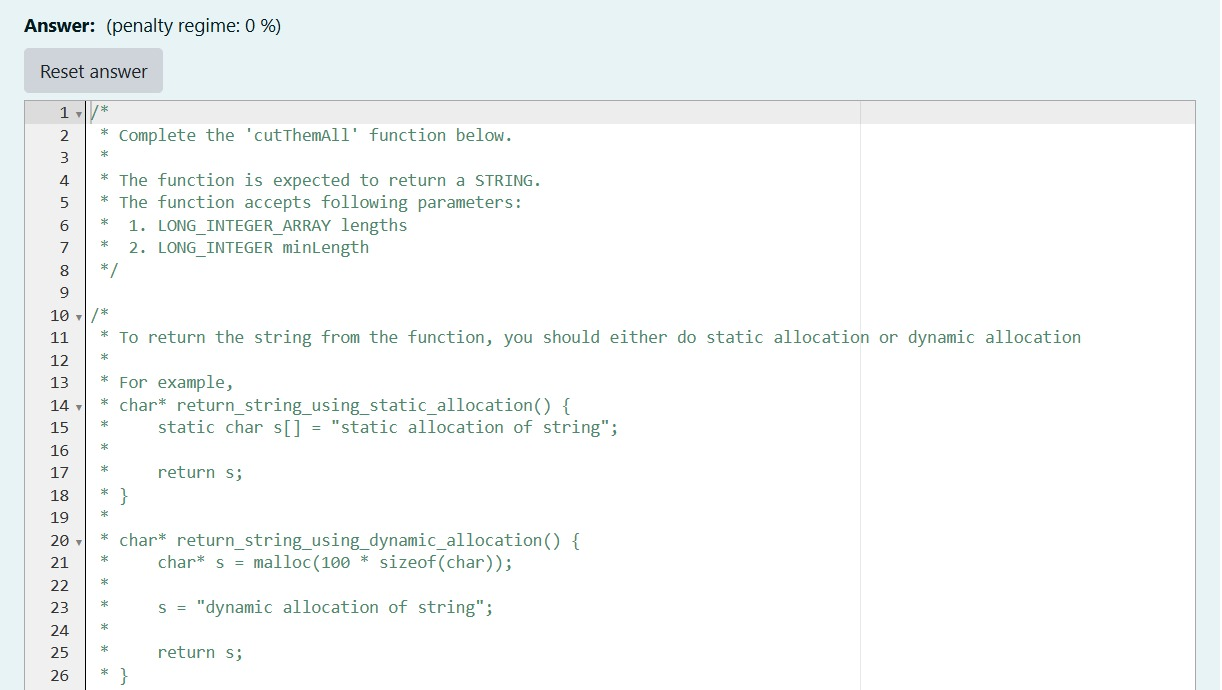 Answer: (penalty regime: 0 %)
Reset answer
1 /*
2  * Complete the 'cutThemAll' function below.
3  *
4  * The function is expected to return a STRING.
5  * The function accepts following parameters:
6  *  1. LONG_INTEGER_ARRAY lengths
7  *  2. LONG_INTEGER minLength
8  */
9
10 /*
11  * To return the string from the function, you should either do static allocation or dynamic allocation
12  *
13  * For example,
14  * char* return_string_using_static_allocation() {
15  *     static char s[] = "static allocation of string";
16  *
17  *     return s;
18  * }
19  *
20  * char* return_string_using_dynamic_allocation() {
21  *     char* s = malloc(100 * sizeof(char));
22  *
23  *     s = "dynamic allocation of string";
24  *
25  *     return s;
26  * }